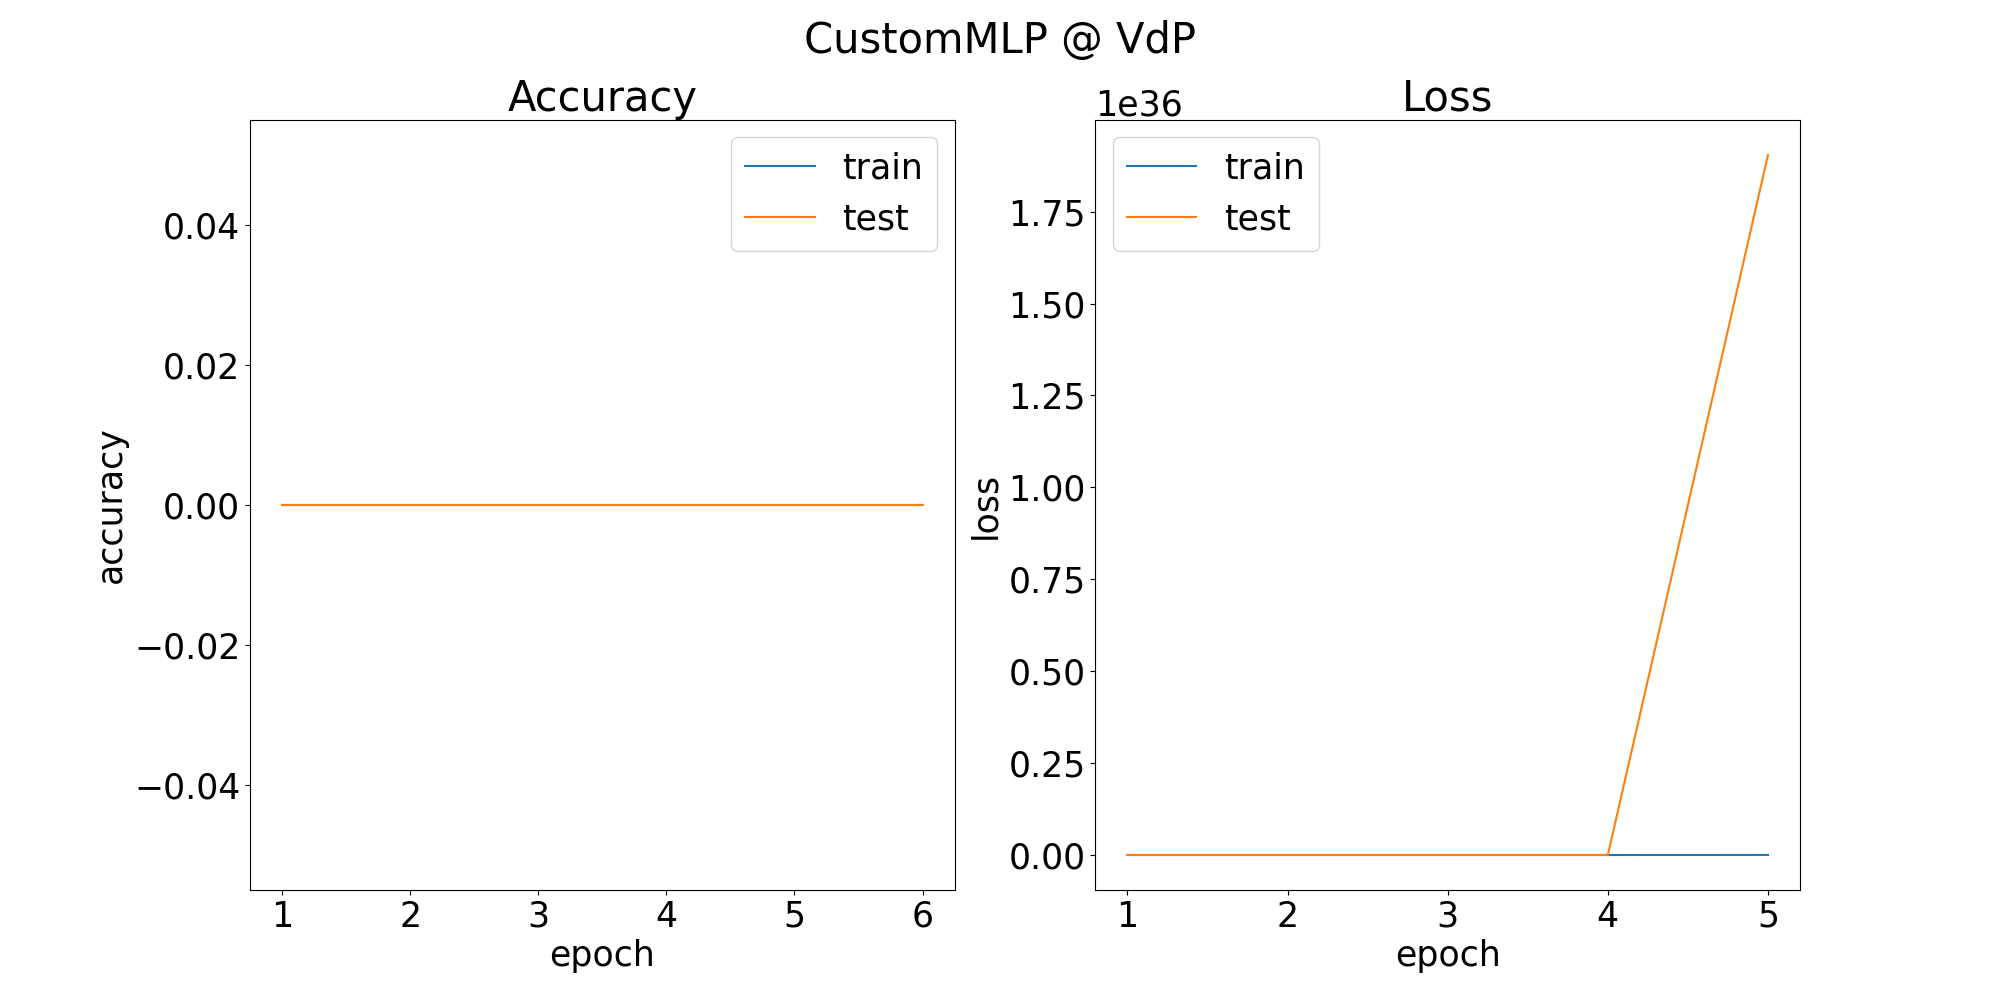 CustomMLP @ VdP
Accuracy
train
test
0.04
0.02
0.00
−0.02
−0.04
accuracy
1 2 3 4 5 6
epoch
Loss
1e36
train
test
1.75
1.50
1.25
1.00
0.75
0.50
0.25
0.00
loss
1 2 3 4 5
epoch